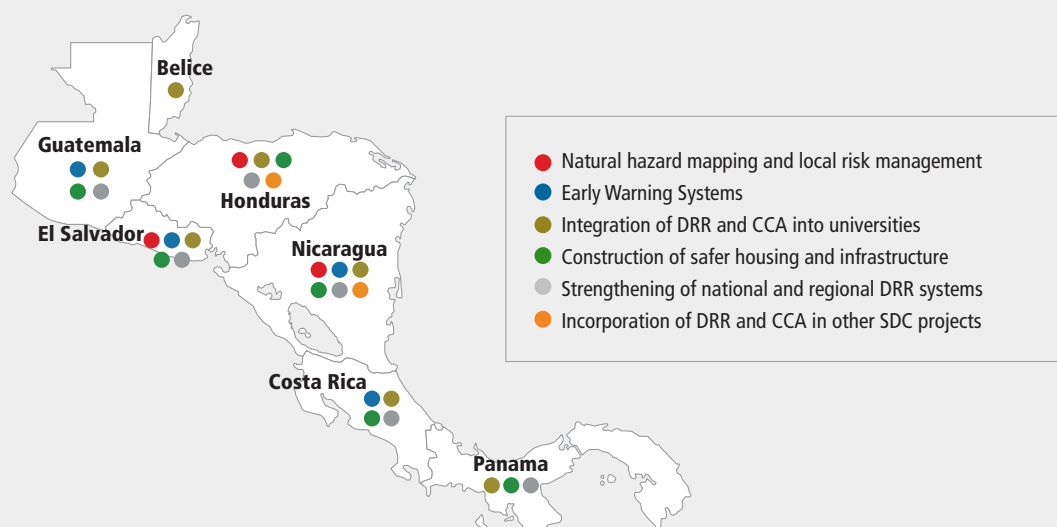 Belice
Guatemala
Honduras
El Salvador
Nicaragua
Costa Rica
Panama
Natural hazard mapping and local risk management
Early Warning Systems
Integration of DRR and CCA into universities
Construction of safer housing and infrastructure
Strengthening of national and regional DRR systems
Incorporation of DRR and CCA in other SDC projects